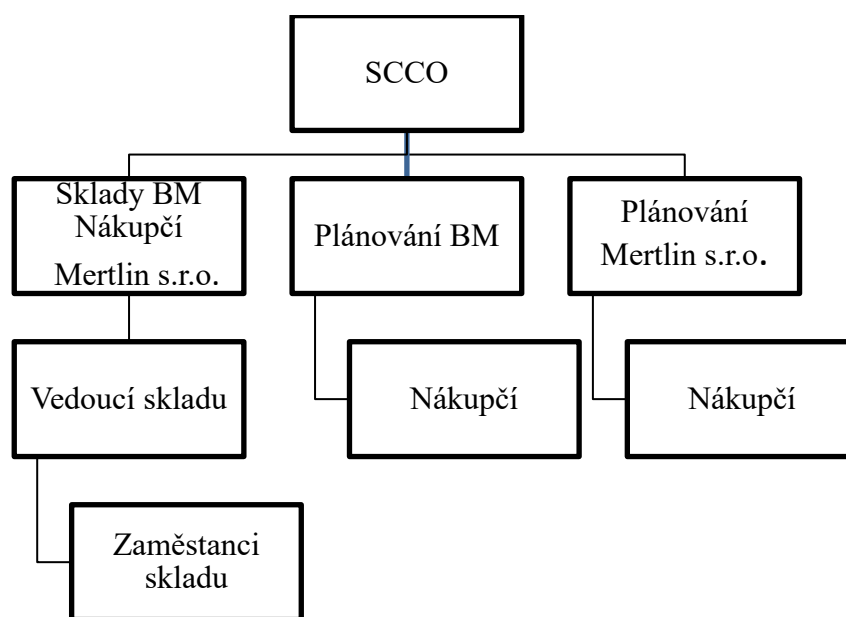 SCCO
Sklady BM
Nákupčí
Mertlin s.r.o.
Plánování BM
Plánování
Mertlin s.r.o.
Vedoucí skladu
Nákupčí
Nákupčí
Zaměstanci
skladu